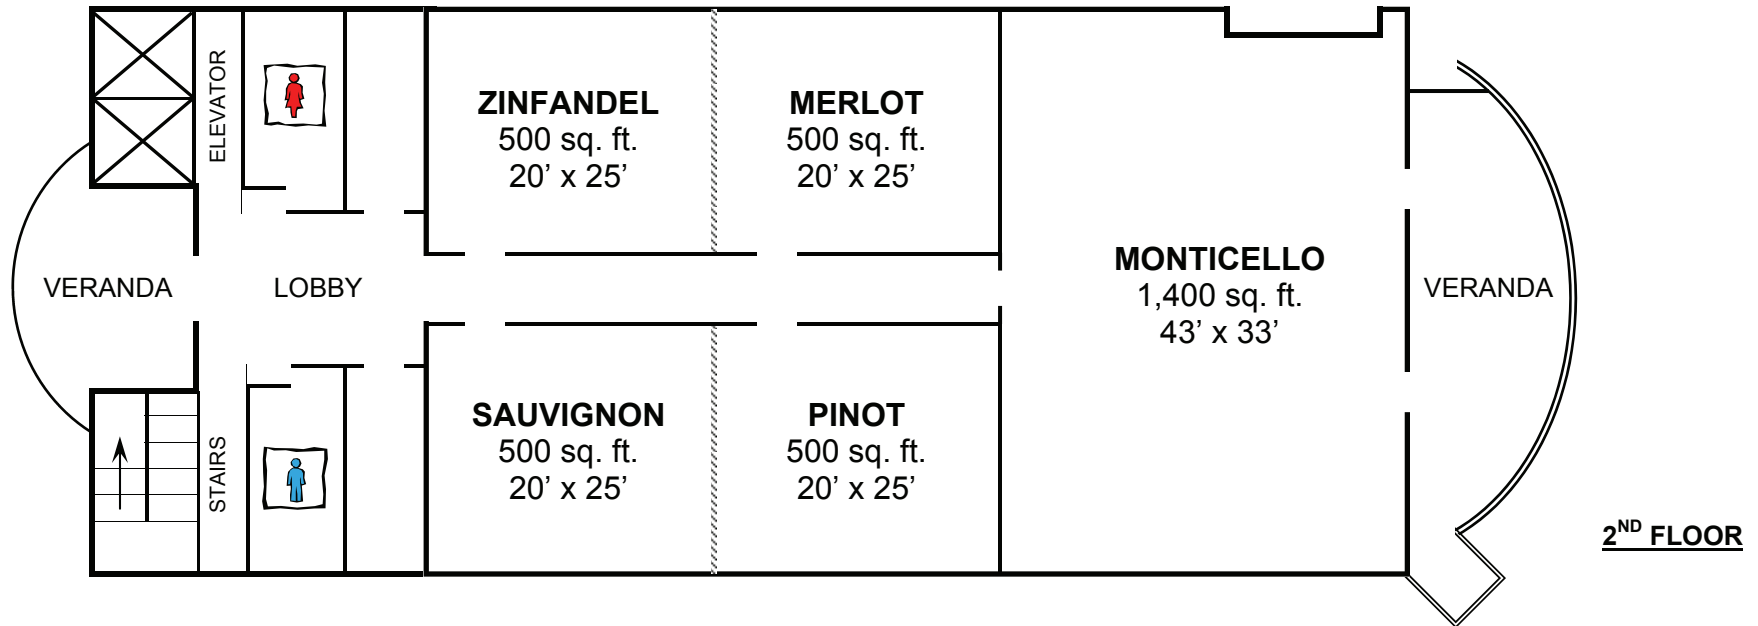 ELEVATOR
ZINFANDEL
500 sq. ft.
20’ x 25’
MERLOT
500 sq. ft.
20’ x 25’
VERANDA
LOBBY
MONTICELLO
1,400 sq. ft.
43’ x 33’
VERANDA
STAIRS
SAUVIGNON
500 sq. ft.
20’ x 25’
PINOT
500 sq. ft.
20’ x 25’
2ND FLOOR